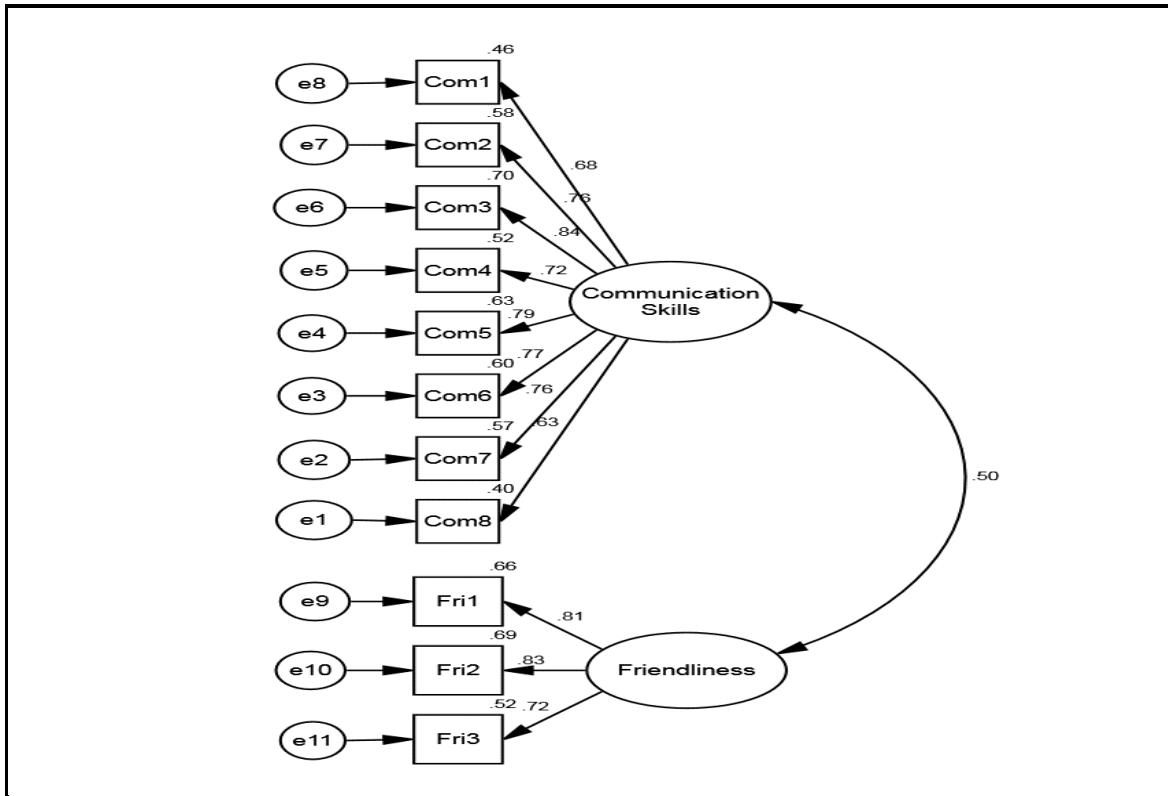 .46
e8 Com1
.58
e7 Com2
.68
.70
.76
e6 Com3
.84
.52
e5 Com4
.72
Communication
Skills
.63
.79
e4 Com5
.60
.77
e3 Com6
.76
.57
.63
e2 Com7
.50
.40
e1 Com8
.66
e9 Fri1
.81
.69
e10 Fri2
.83
Friendliness
.52
.72
e11 Fri3